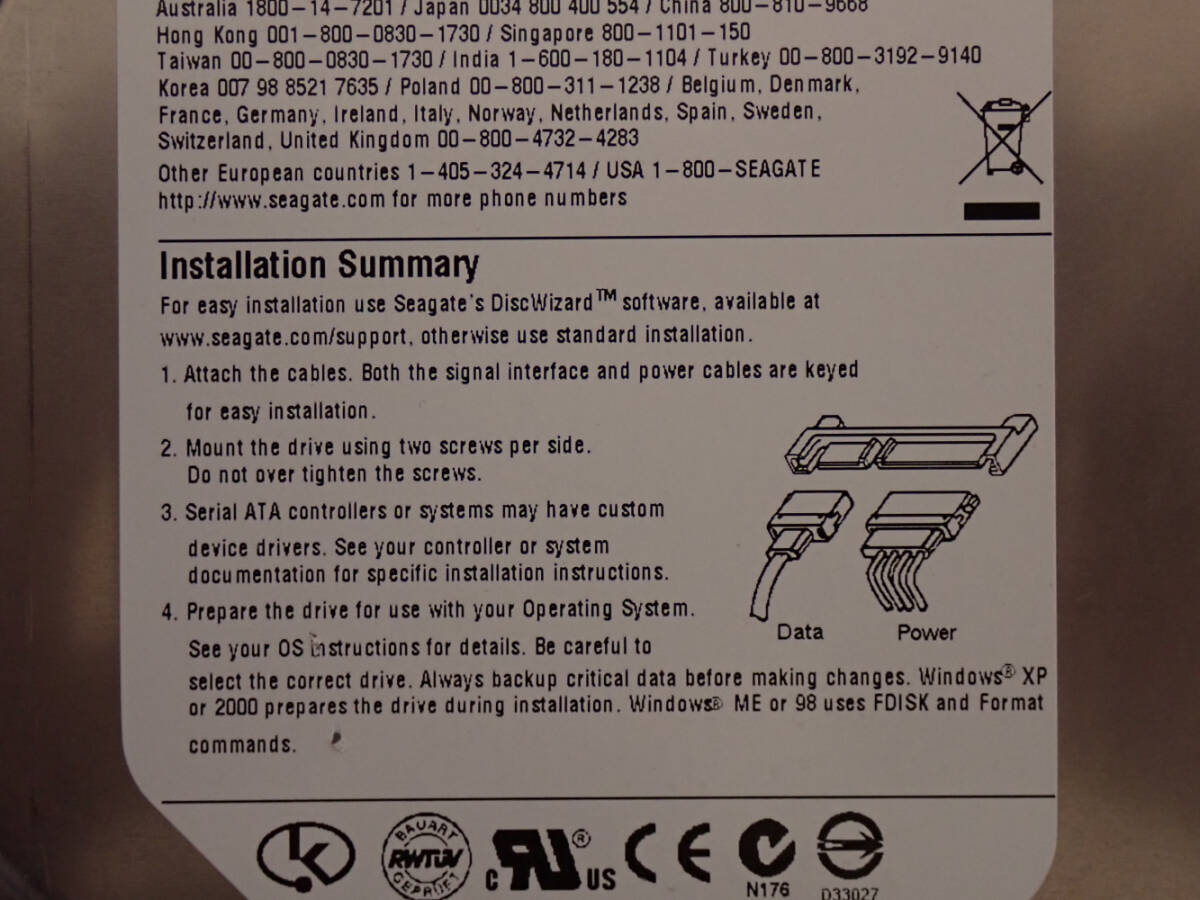 Australia 1800-14-7201 / Japan 0034 800 400 554 / China 800-810-9668
Hong Kong 001-800-0830-1730 / Singapore 800-1101-150
Taiwan 00-800-0830-1730 / India 1-600-180-1104 / Turkey 00-800-3192-9140
Korea 007 98 8521 7635 / Poland 00-800-311-1238 / Belgium, Denmark,
France, Germany, Ireland, Italy, Norway, Netherlands, Spain, Sweden,
Switzerland, United Kingdom 00-800-4732-4283
Other European countries 1-405-324-4714 / USA 1-800-SEAGATE
http://www.seagate.com for more phone numbers
Installation Summary
For easy installation use Seagate's DiscWizard™ software, available at
www.seagate.com/support, otherwise use standard installation.
1. Attach the cables. Both the signal interface and power cables are keyed
for easy installation.
2. Mount the drive using two screws per side.
Do not over tighten the screws.
3. Serial ATA controllers or systems may have custom
device drivers. See your controller or system
documentation for specific installation instructions.
4. Prepare the drive for use with your Operating System.
See your OS instructions for details. Be careful to
select the correct drive. Always backup critical data before making changes. Windows® XP
or 2000 prepares the drive during installation. Windows® ME or 98 uses FDISK and Format
commands.
Data Power
BAUART
RWTÜV
GEPRÜFT
c RU ® US
CE
N176
D33027